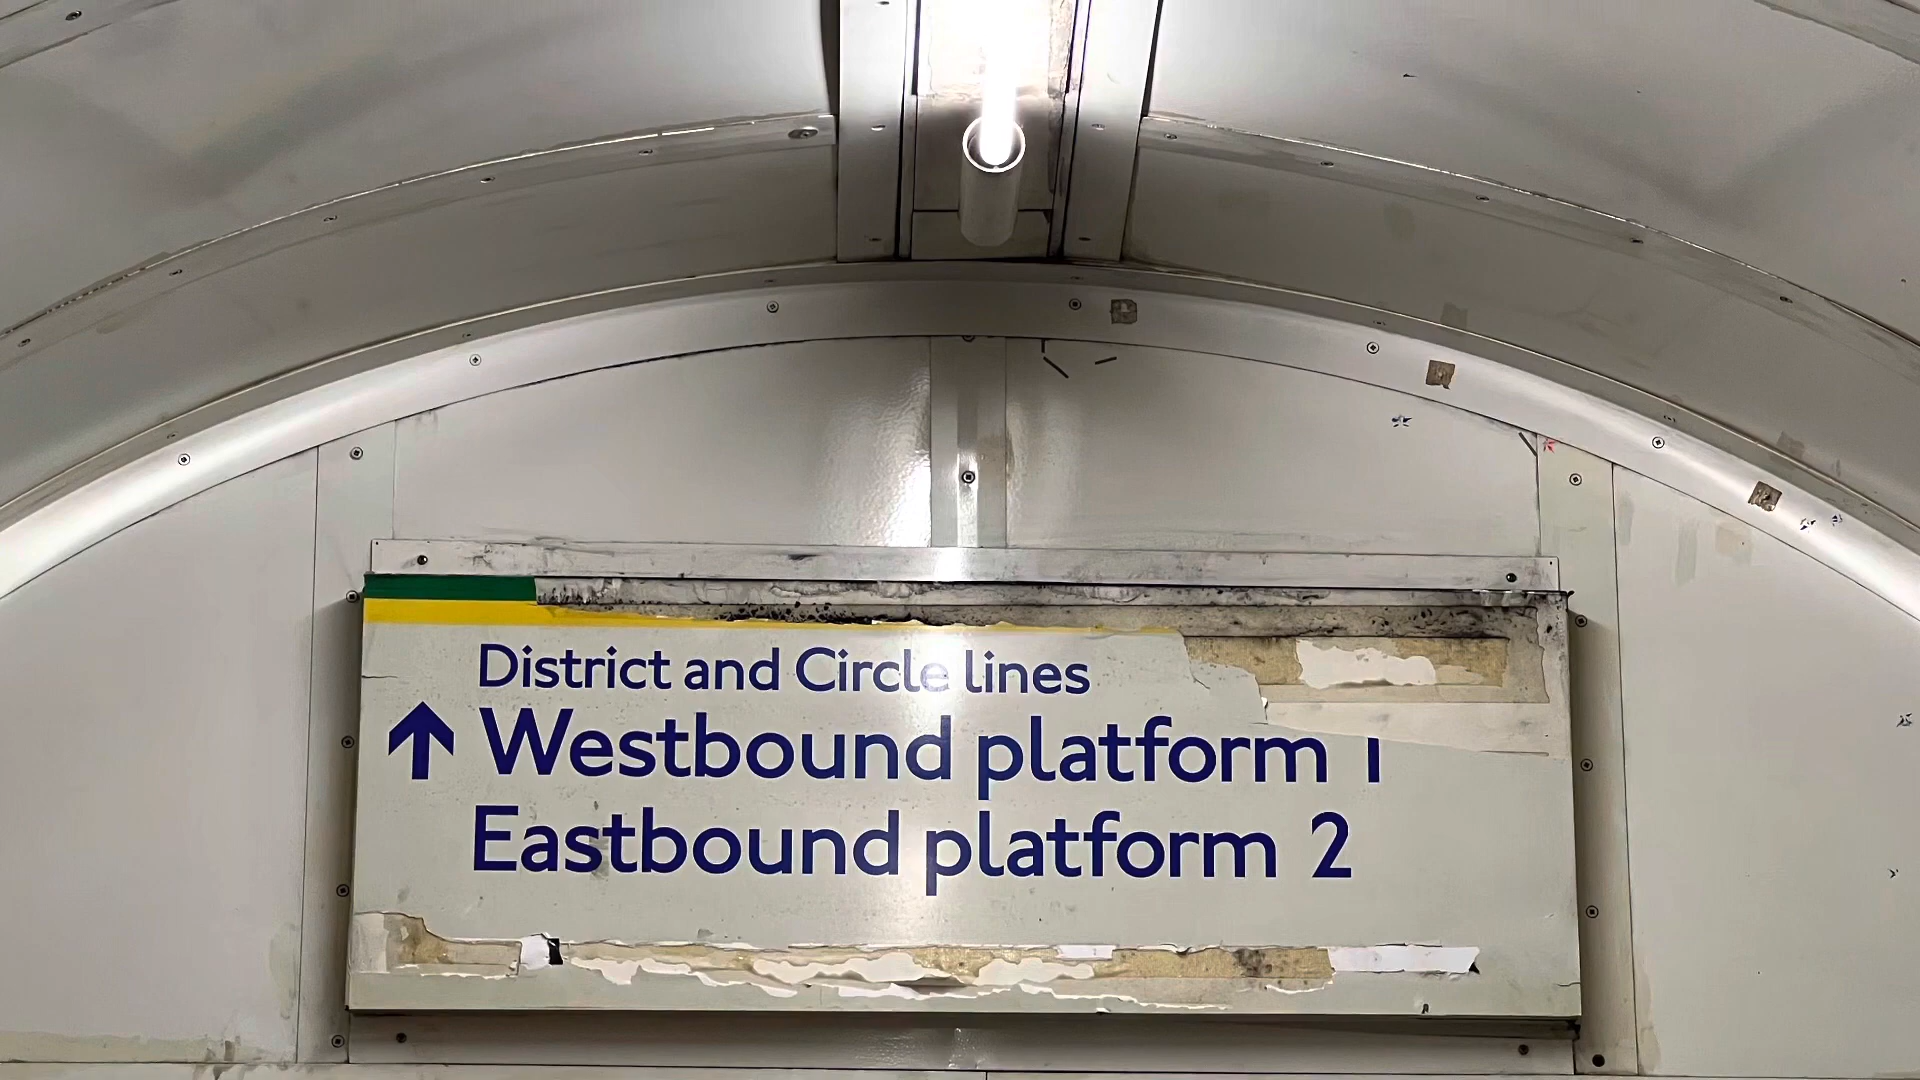 District and Circle lines
Westbound platform 1
Eastbound platform 2